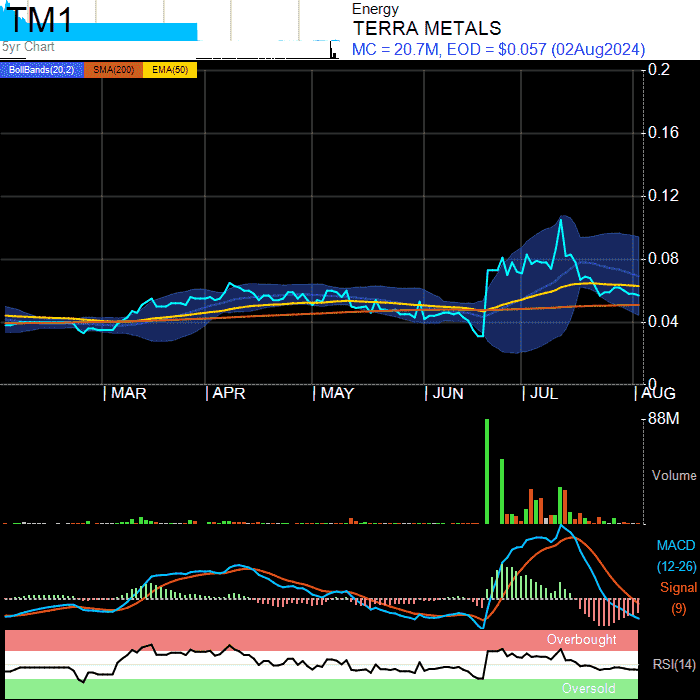 TM1
Energy
TERRA METALS
5yr Chart
MC = 20.7M, EOD = $0.057 (02Aug2024)
BollBands(20,2) SMA(200) EMA(50)
0.2
0.16
0.12
0.08
0.04
0
MAR APR MAY JUN JUL AUG
88M
Volume
MACD
(12-26)
Signal
(9)
Overbought
RSI(14)
Oversold